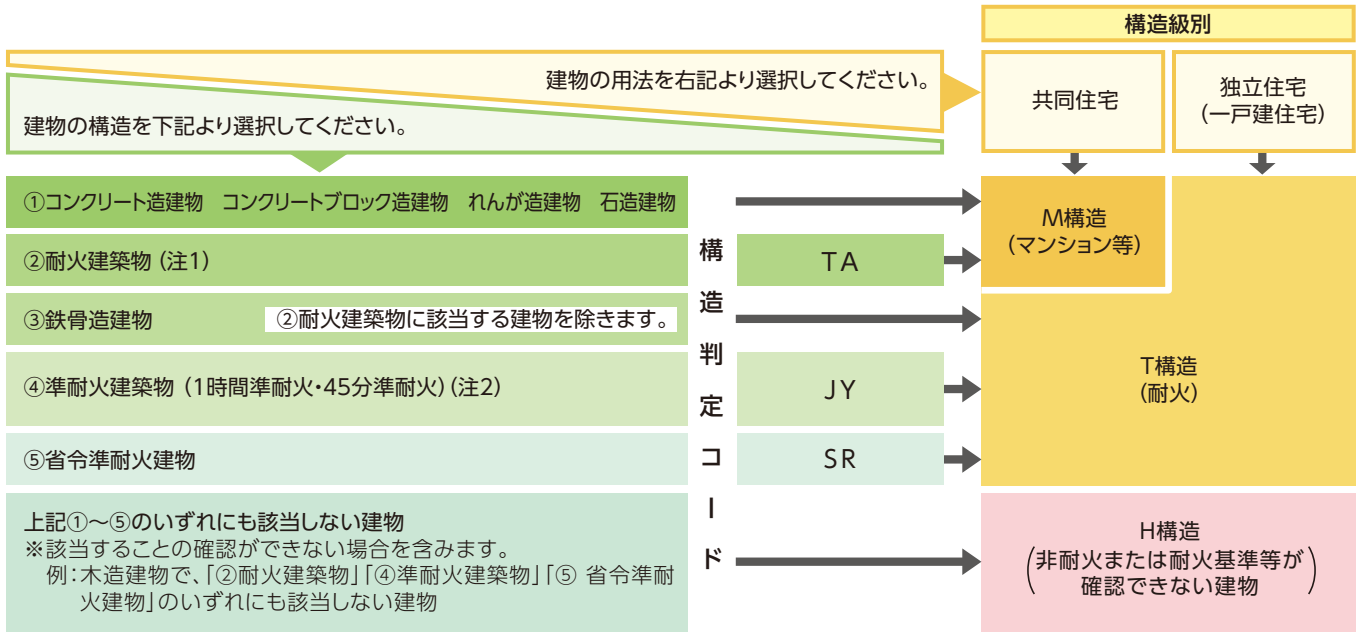 構造級別
建物の用法を右記より選択してください。
共同住宅
独立住宅
(一戸建住宅)
建物の構造を下記より選択してください。
①コンクリート造建物　コンクリートブロック造建物　れんが造建物　石造建物
②耐火建築物 (注1)
③鉄骨造建物
②耐火建築物に該当する建物を除きます。
④準耐火建築物 (1時間準耐火・45分準耐火) (注2)
⑤省令準耐火建物
上記①～⑤のいずれにも該当しない建物
※該当することの確認ができない場合を含みます。
例：木造建物で、「②耐火建築物」「④準耐火建築物」「⑤ 省令準耐
火建物」のいずれにも該当しない建物
構造判定コード
TA
JY
SR
M構造
(マンション等)
T構造
(耐火)
H構造
(非耐火または耐火基準等が
確認できない建物)